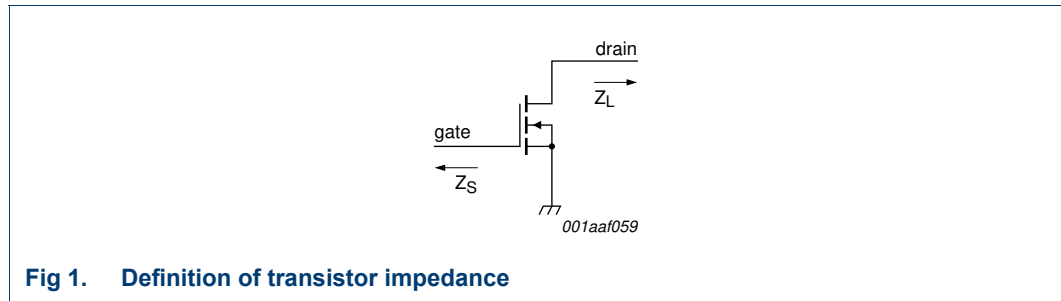 drain
Z_L
gate
Z_S
001aaf059
Fig 1. Definition of transistor impedance